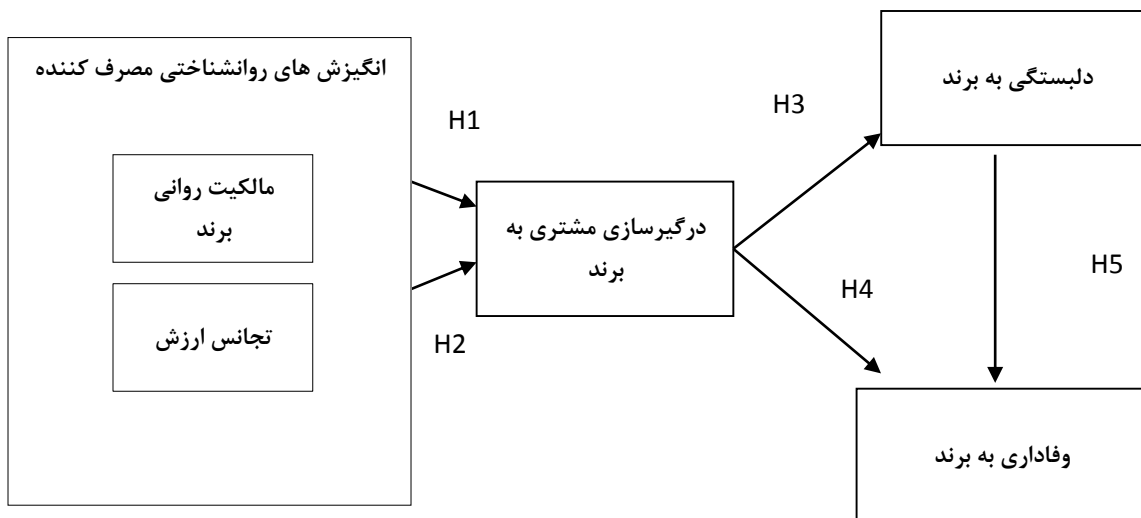 انگیزش های روانشناختی مصرف کننده
مالکیت روانی
برند
تجانس ارزش
H1
H2
درگیرسازی مشتری به
برند
H3
H4
دلبستگی به برند
H5
وفاداری به برند